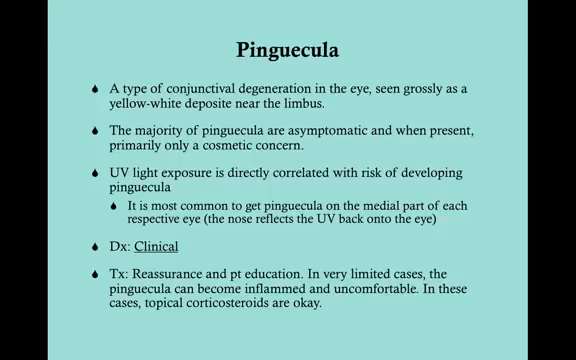 Pinguecula
A type of conjunctival degeneration in the eye, seen grossly as a
yellow-white deposite near the limbus.
The majority of pinguecula are asymptomatic and when present,
primarily only a cosmetic concern.
UV light exposure is directly correlated with risk of developing
pinguecula
It is most common to get pinguecula on the medial part of each
respective eye (the nose reflects the UV back onto the eye)
Dx: Clinical
Tx: Reassurance and pt education. In very limited cases, the
pinguecula can become inflammed and uncomfortable. In these
cases, topical corticosteroids are okay.